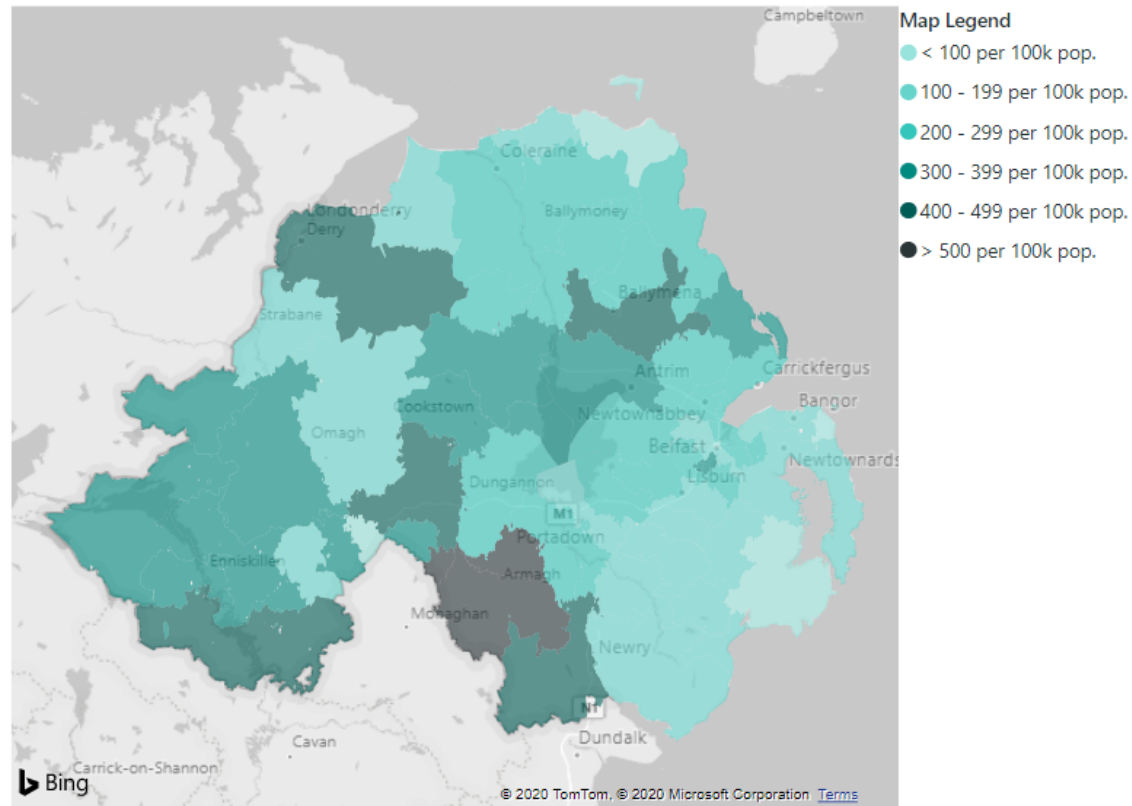 Campbeltown
Map Legend
< 100 per 100k pop.
100 - 199 per 100k pop.
200 - 299 per 100k pop.
300 - 399 per 100k pop.
400 - 499 per 100k pop.
> 500 per 100k pop.
Coleraine
Londonderry
Derry
Ballymoney
Ballymena
Strabane
Antrim
Carrickfergus
Cookstown
Newtownabbey
Bangor
Omagh
Belfast
Newtownards
Lisburn
Dungannon
M1
Portadown
Enniskillen
Armagh
Monaghan
Newry
N1
Dundalk
Cavan
Carrick-on-Shannon
Bing
© 2020 TomTom, © 2020 Microsoft Corporation Terms